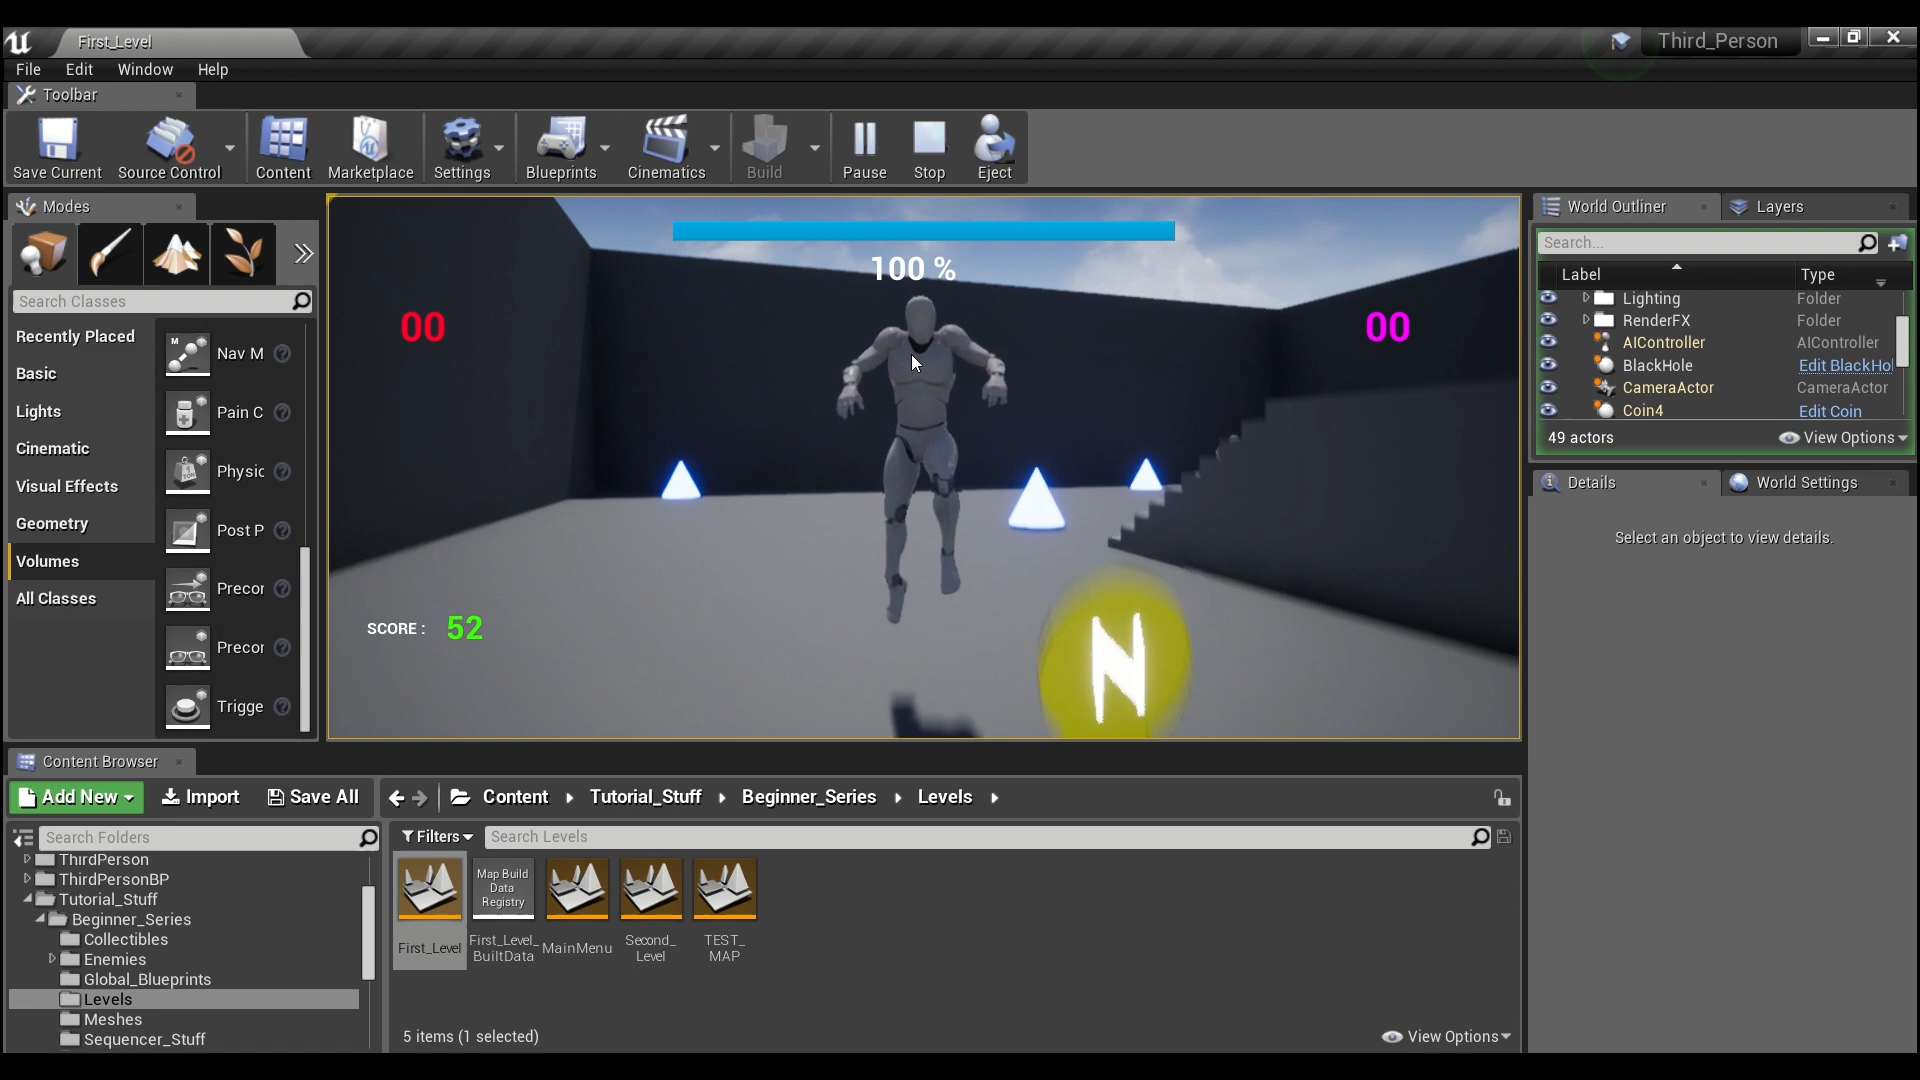 First_Level
Third_Person
File Edit Window Help
Toolbar
Save Current Source Control Content Marketplace Settings Blueprints Cinematics Build Pause Stop Eject
Modes
Search Classes
Recently Placed
Basic
Lights
Cinematic
Visual Effects
Geometry
Volumes
All Classes
M
Nav M
Pain C
Physic
Post P
Precor
Precor
Trigge
100 %
00
00
SCORE : 52
N
World Outliner
Layers
Search...
Label Type
Lighting Folder
RenderFX Folder
AIController AIController
BlackHole Edit BlackHol
CameraActor CameraActor
Coin4 Edit Coin
49 actors
View Options
Details
World Settings
Select an object to view details.
Content Browser
Add New Import Save All
Content Tutorial_Stuff Beginner_Series Levels
Search Folders
ThirdPerson
ThirdPersonBP
Tutorial_Stuff
Beginner_Series
Collectibles
Enemies
Global_Blueprints
Levels
Meshes
Sequencer_Stuff
Filters
Search Levels
Map Build
Data
Registry
First_Level
First_Level_
BuiltData
MainMenu
Second_
Level
TEST_
MAP
5 items (1 selected)
View Options